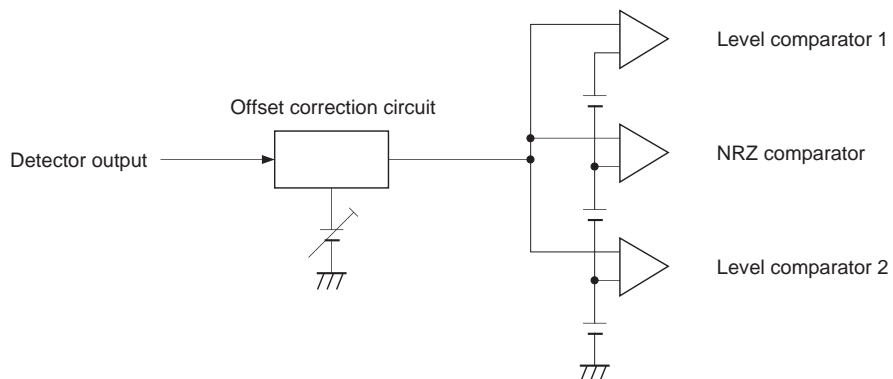 Level comparator 1
Offset correction circuit
Detector output
NRZ comparator
Level comparator 2